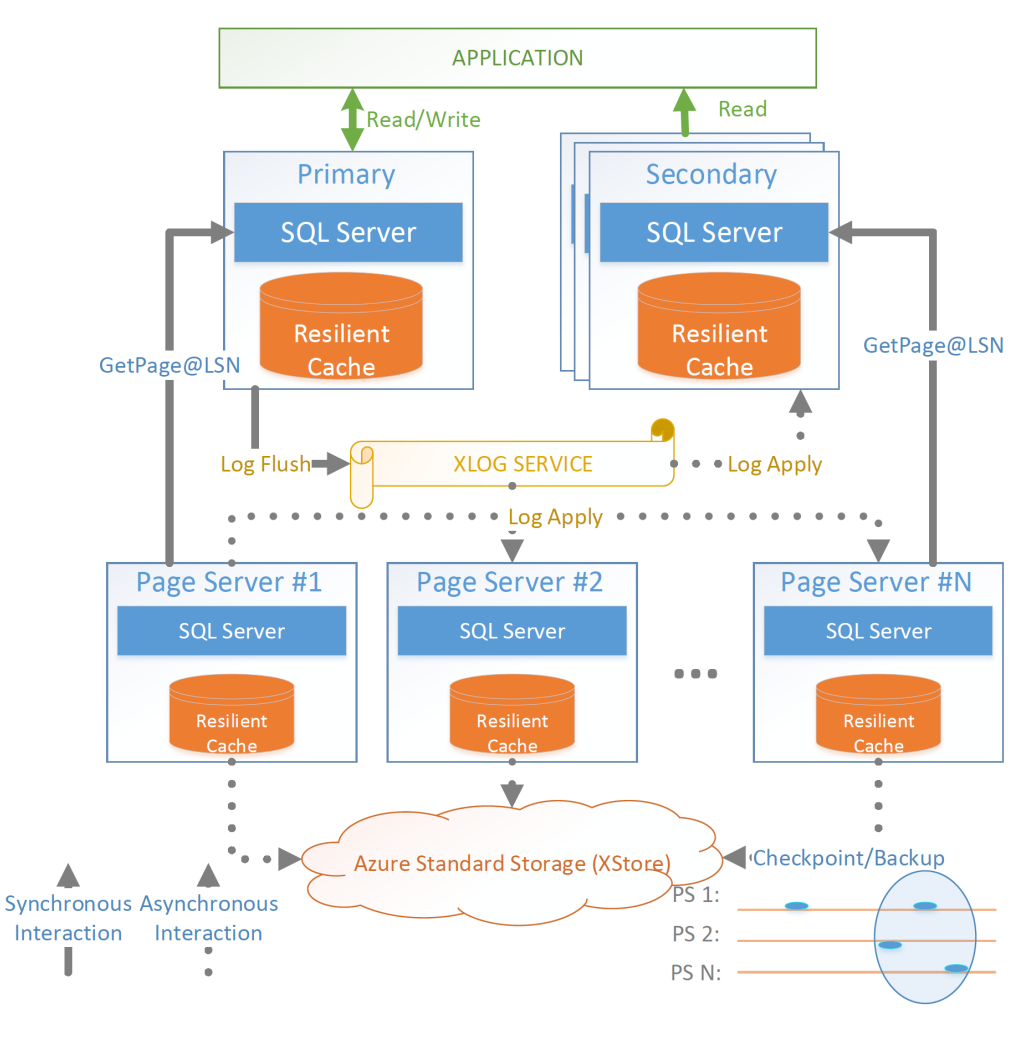 APPLICATION
Read/Write
Read
Primary
Secondary
SQL Server
SQL Server
Resilient
Cache
Resilient
Cache
GetPage@LSN
GetPage@LSN
Log Flush
XLOG SERVICE
Log Apply
Log Apply
Page Server #1
Page Server #2
Page Server #N
SQL Server
SQL Server
SQL Server
Resilient
Cache
Resilient
Cache
Resilient
Cache
Azure Standard Storage (XStore)
Checkpoint/Backup
Synchronous
Interaction
Asynchronous
Interaction
PS 1:
PS 2:
PS N: